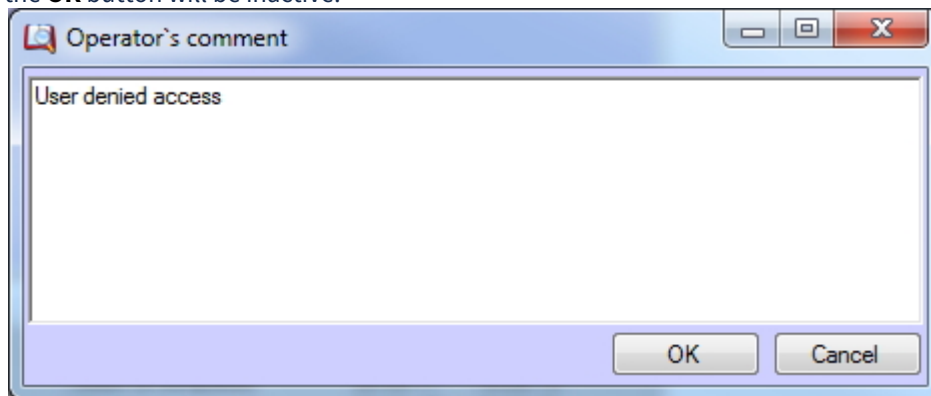 the OK button will be inactive.
Operator`s comment
User denied access
OK Cancel